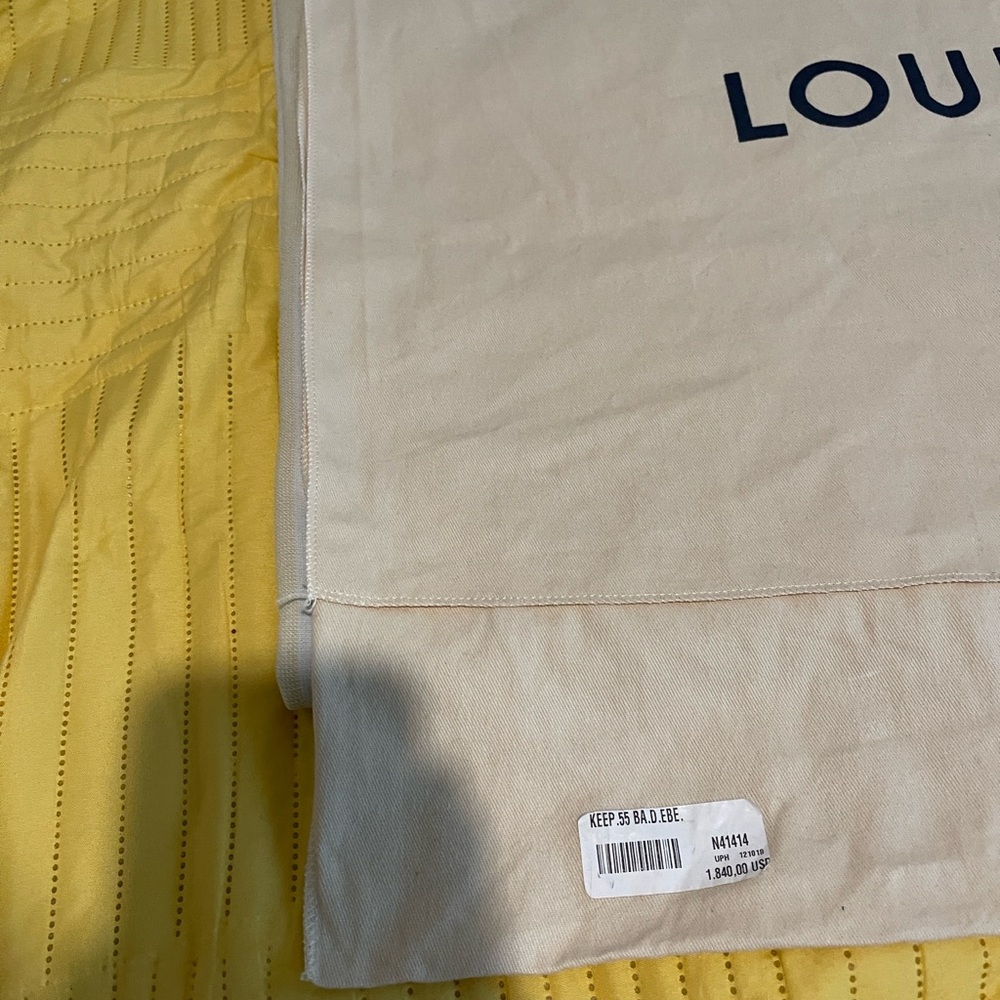 LOU
KEEP.55 BA.D.EBE.
N41414
UPH 121018
1.840,00 USD